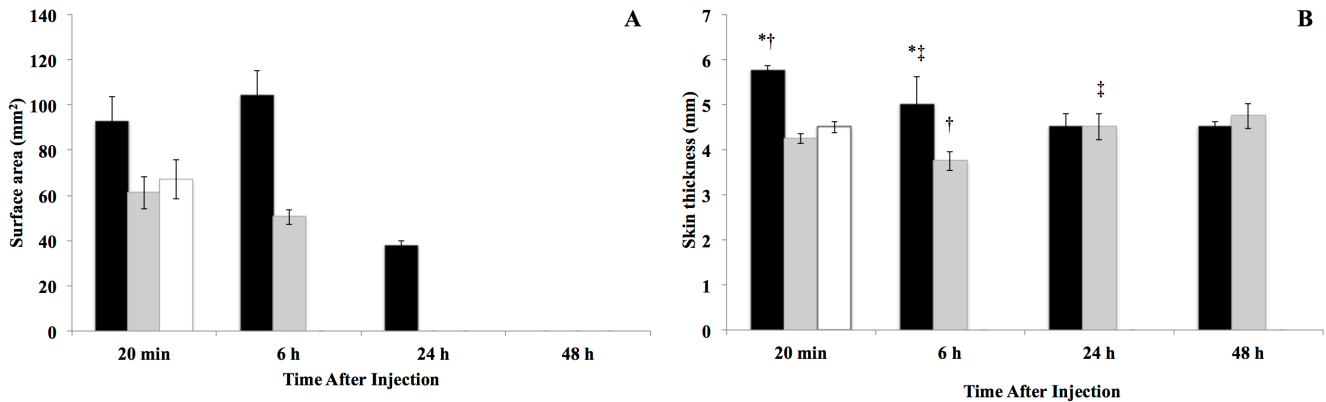 A
Surface area (mm²)
140
120
100
80
60
40
20
0
20 min 6 h 24 h 48 h
Time After Injection
B
Skin thickness (mm)
7
6
5
4
3
2
1
0
*†
*‡
†
‡
20 min 6 h 24 h 48 h
Time After Injection